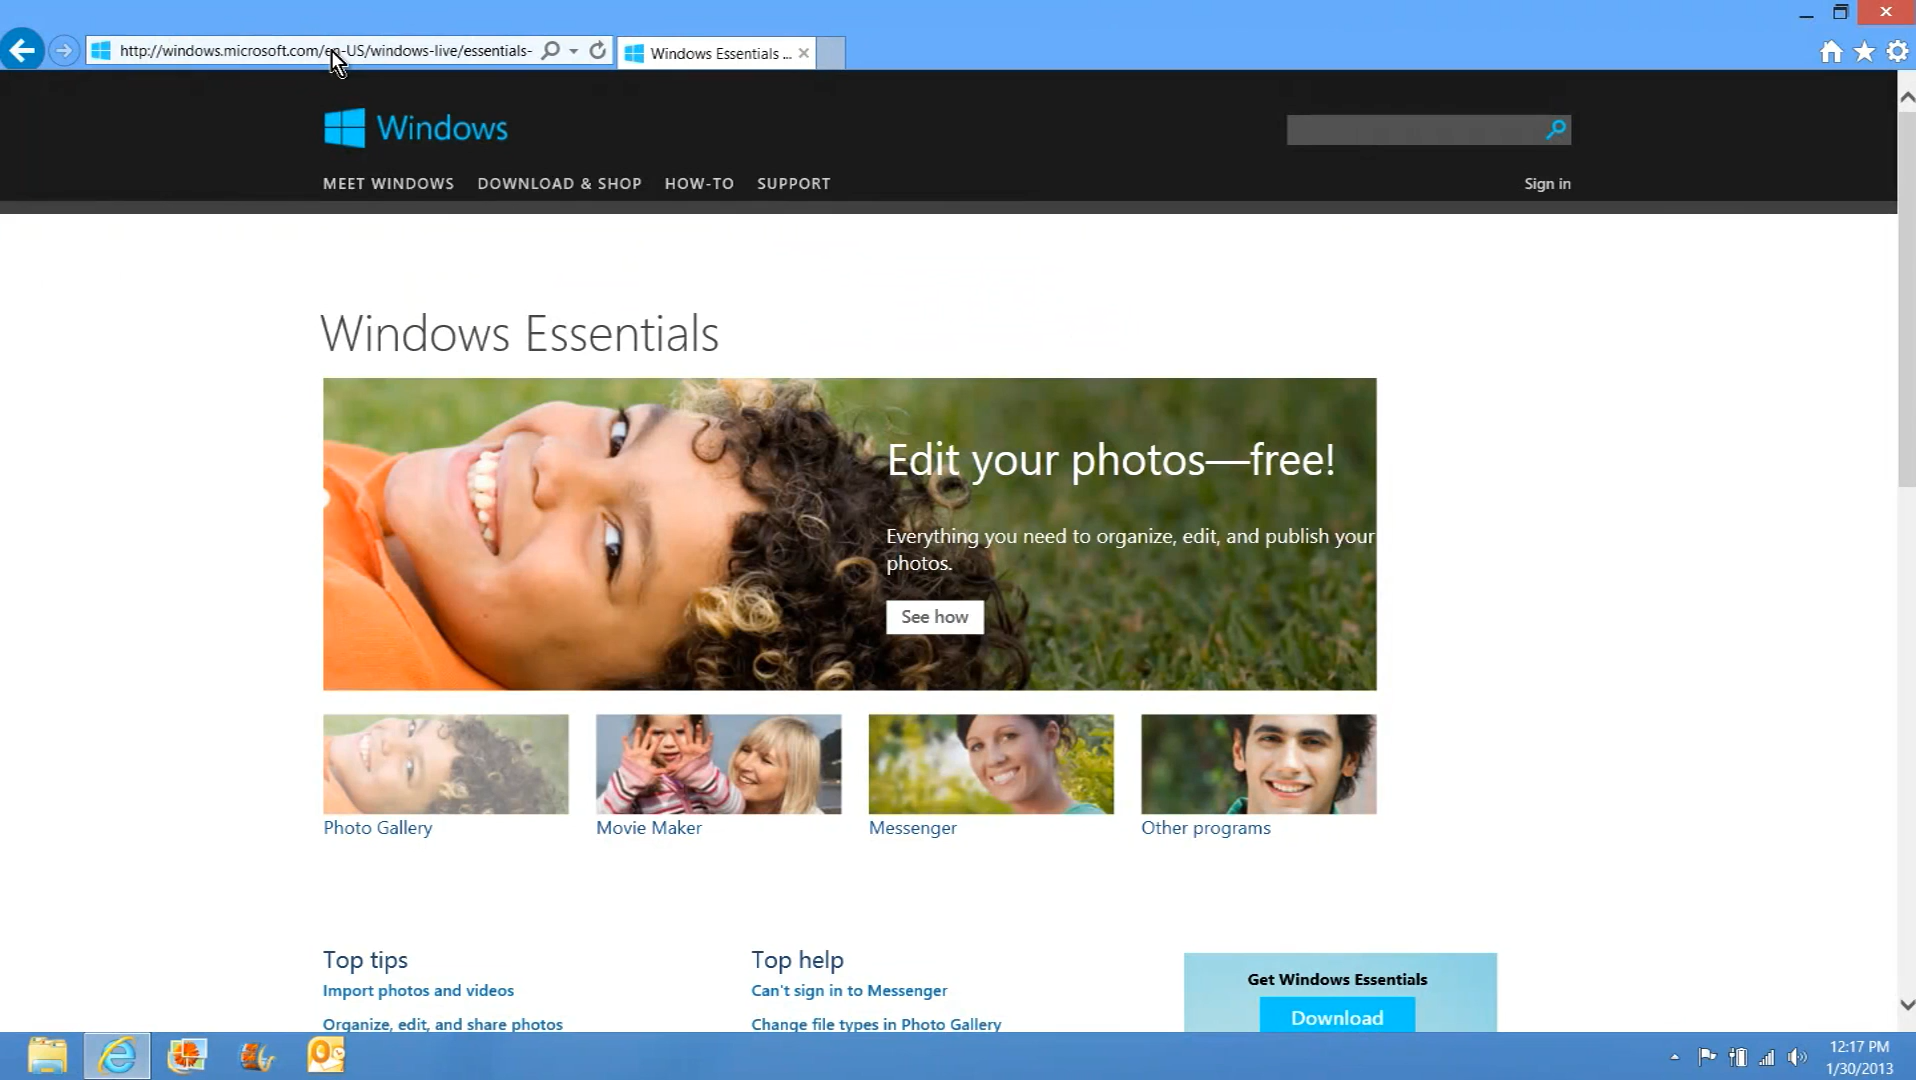 http://windows.microsoft.com/en-US/windows-live/essentials-
Windows Essentials ...
Windows
MEET WINDOWS DOWNLOAD & SHOP HOW-TO SUPPORT
Sign in
Windows Essentials
Edit your photos—free!
Everything you need to organize, edit, and publish your
photos.
See how
Photo Gallery
Movie Maker
Messenger
Other programs
Top tips
Import photos and videos
Organize, edit, and share photos
Top help
Can't sign in to Messenger
Change file types in Photo Gallery
Get Windows Essentials
Download
12:17 PM
1/30/2013